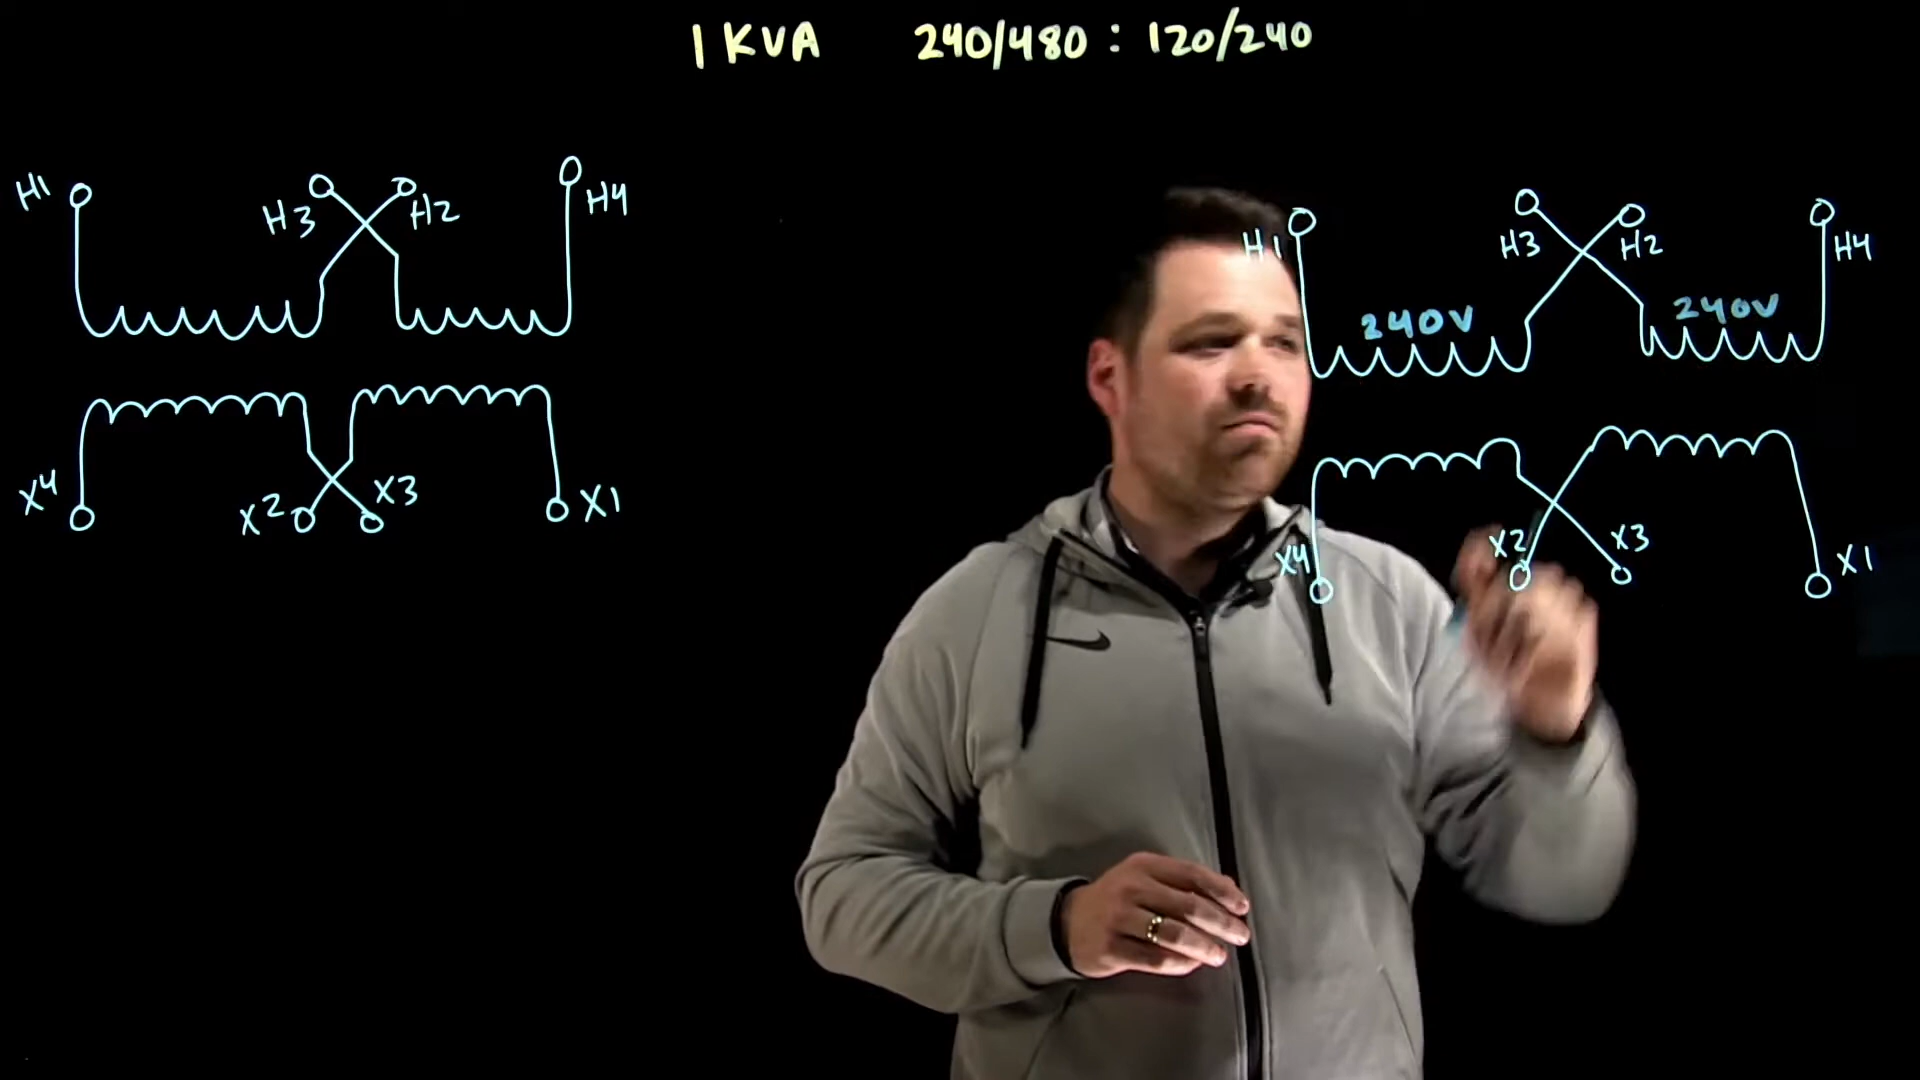 1 KVA 240/480 : 120/240
H1 H3 H2 H4
X4 X2 X3 X1
H1 H3 H2 H4
240V 240V
X4 X2 X3 X1